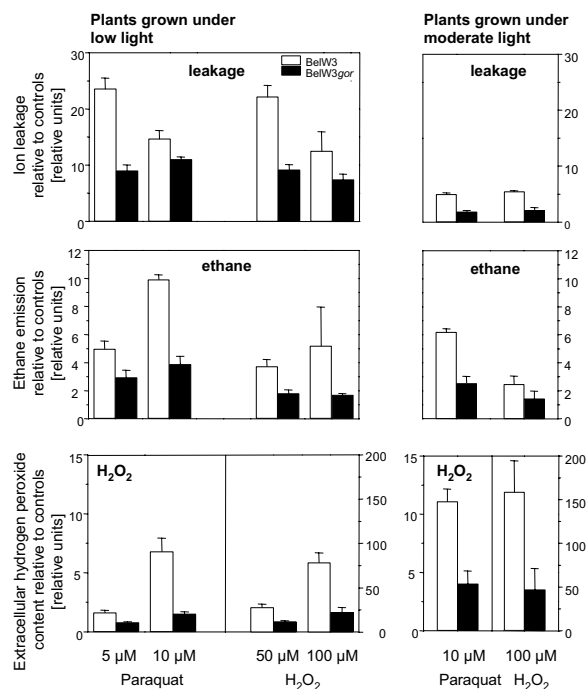 Plants grown under
low light
Plants grown under
moderate light
Ion leakage
relative to controls
[relative units]
30
20
10
0
leakage
BelW3
BelW3gor
leakage
30
20
10
0
Ethane emission
relative to controls
[relative units]
12
10
8
6
4
2
0
ethane
ethane
12
10
8
6
4
2
0
Extracellular hydrogen peroxide
content relative to controls
[relative units]
15
10
5
0
H2O2
200
150
100
50
0
15
10
5
0
H2O2
200
150
100
50
0
5 µM 10 µM 50 µM 100 µM 10 µM 100 µM
Paraquat H2O2 Paraquat H2O2